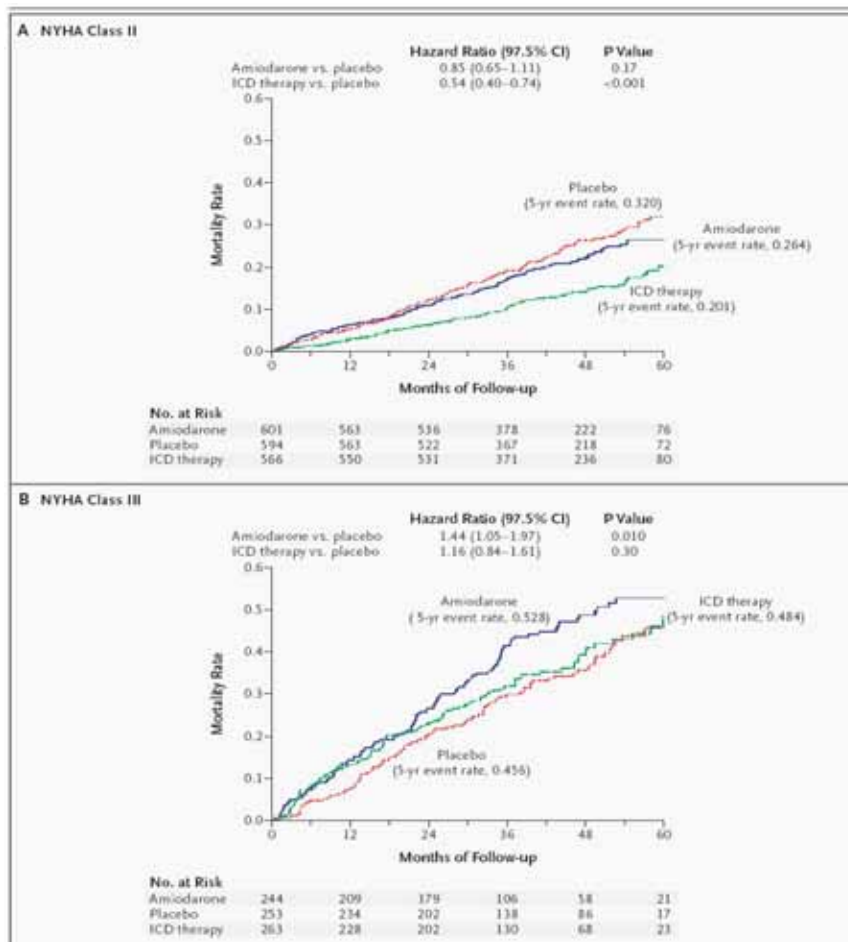 A NYHA Class II
Hazard Ratio (97.5% CI) P Value
Amiodarone vs. placebo 0.85 (0.65–1.11) 0.17
ICD therapy vs. placebo 0.54 (0.40–0.74) <0.001
0.6
0.5
0.4
0.3
0.2
0.1
0.0
Mortality Rate
Placebo
(5-yr event rate, 0.320)
Amiodarone
(5-yr event rate, 0.264)
ICD therapy
(5-yr event rate, 0.201)
0 12 24 36 48 60
Months of Follow-up
No. at Risk
Amiodarone 601 563 536 378 222 76
Placebo 594 563 522 367 218 72
ICD therapy 566 550 531 371 236 80
B NYHA Class III
Hazard Ratio (97.5% CI) P Value
Amiodarone vs. placebo 1.44 (1.05–1.97) 0.010
ICD therapy vs. placebo 1.16 (0.84–1.61) 0.30
0.6
0.5
0.4
0.3
0.2
0.1
0.0
Mortality Rate
Amiodarone
( 5-yr event rate, 0.528)
ICD therapy
(5-yr event rate, 0.484)
Placebo
(5-yr event rate, 0.456)
0 12 24 36 48 60
Months of Follow-up
No. at Risk
Amiodarone 244 209 179 106 58 21
Placebo 253 234 202 138 86 17
ICD therapy 263 228 202 130 68 23